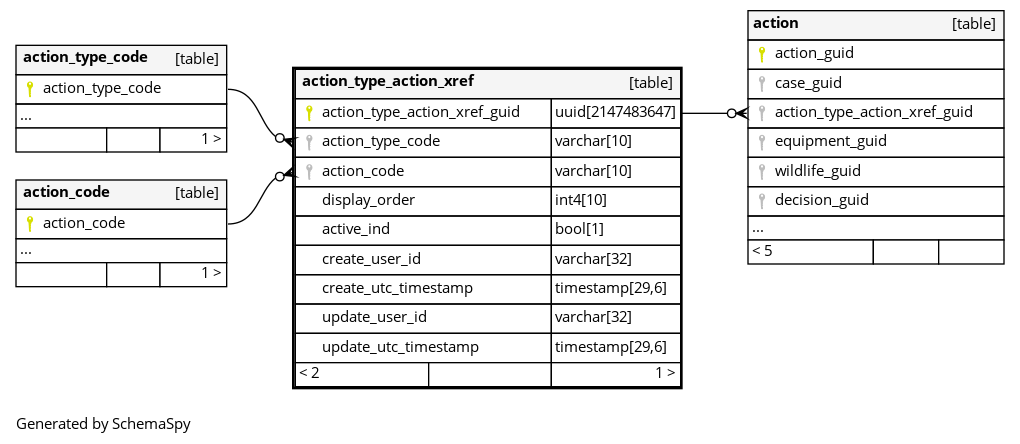 action_type_code [table]
action_type_code
...
1 >
action_code [table]
action_code
...
1 >
action_type_action_xref [table]
action_type_action_xref_guid uuid[2147483647]
action_type_code varchar[10]
action_code varchar[10]
display_order int4[10]
active_ind bool[1]
create_user_id varchar[32]
create_utc_timestamp timestamp[29,6]
update_user_id varchar[32]
update_utc_timestamp timestamp[29,6]
< 2 1 >
action [table]
action_guid
case_guid
action_type_action_xref_guid
equipment_guid
wildlife_guid
decision_guid
...
< 5
Generated by SchemaSpy